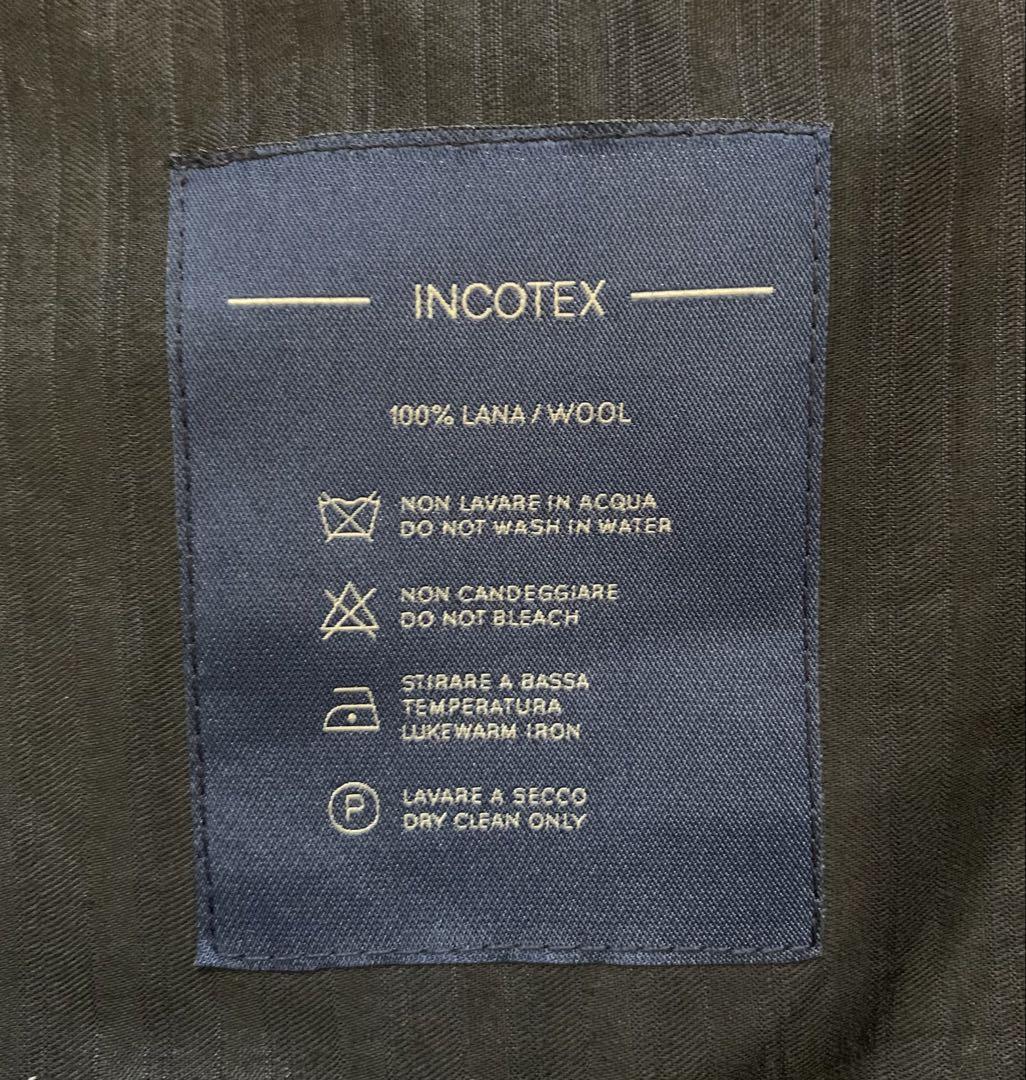 INCOTEX
100% LANA / WOOL
NON LAVARE IN ACQUA
DO NOT WASH IN WATER
NON CANDEGGIARE
DO NOT BLEACH
STIRARE A BASSA
TEMPERATURA
LUKEWARM IRON
P
LAVARE A SECCO
DRY CLEAN ONLY